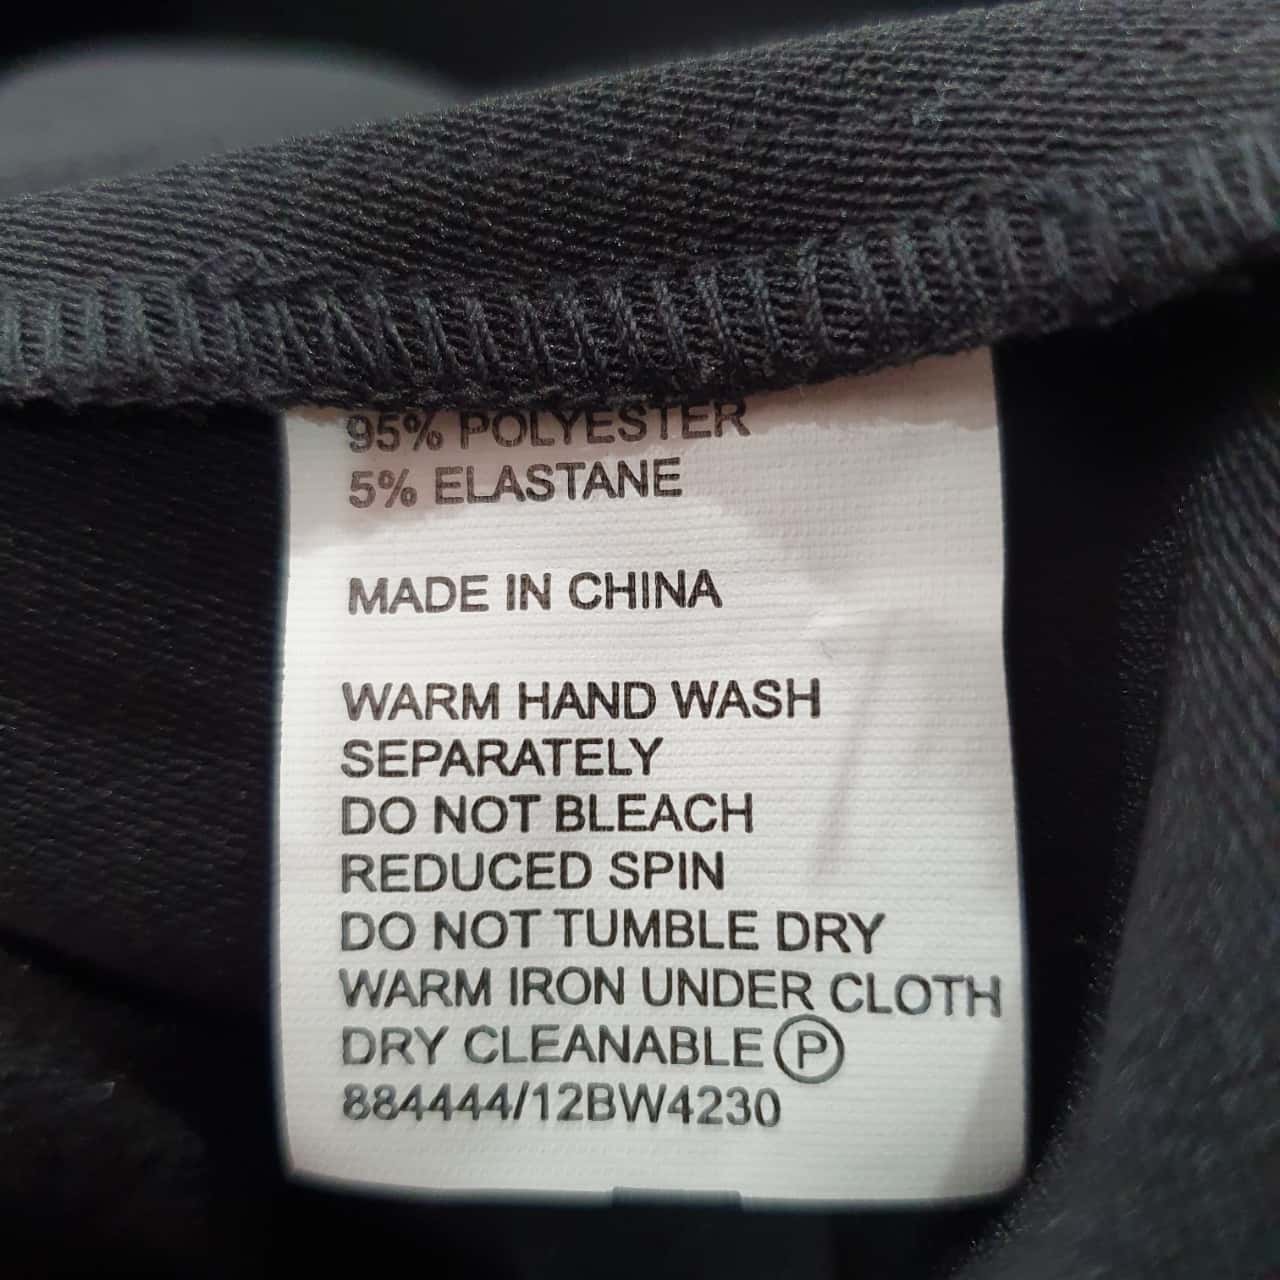 95% POLYESTER
5% ELASTANE
MADE IN CHINA
WARM HAND WASH
SEPARATELY
DO NOT BLEACH
REDUCED SPIN
DO NOT TUMBLE DRY
WARM IRON UNDER CLOTH
DRY CLEANABLE Ⓟ
884444/12BW4230